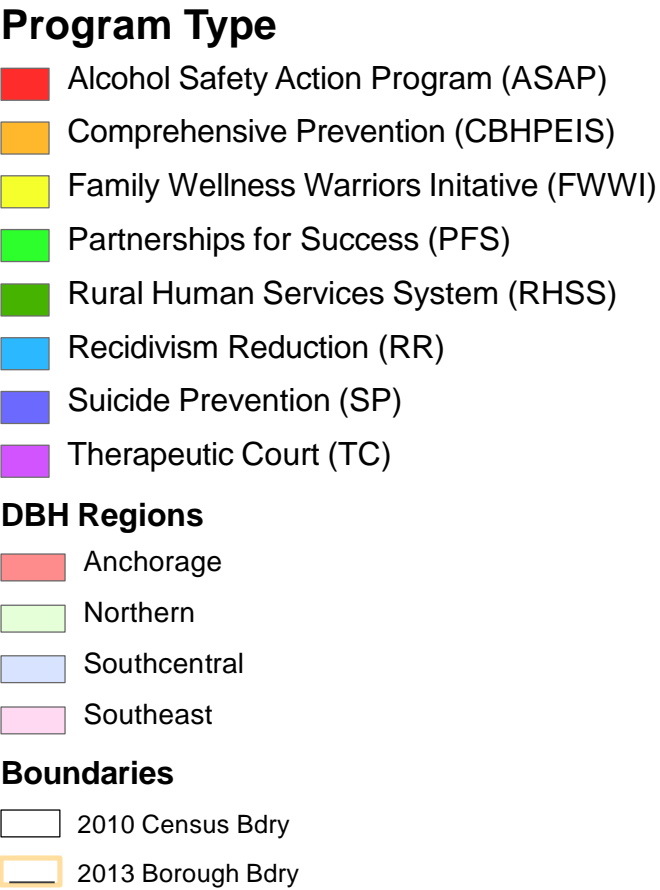 Program Type
Alcohol Safety Action Program (ASAP)
Comprehensive Prevention (CBHPEIS)
Family Wellness Warriors Initative (FWWI)
Partnerships for Success (PFS)
Rural Human Services System (RHSS)
Recidivism Reduction (RR)
Suicide Prevention (SP)
Therapeutic Court (TC)
DBH Regions
Anchorage
Northern
Southcentral
Southeast
Boundaries
2010 Census Bdry
2013 Borough Bdry